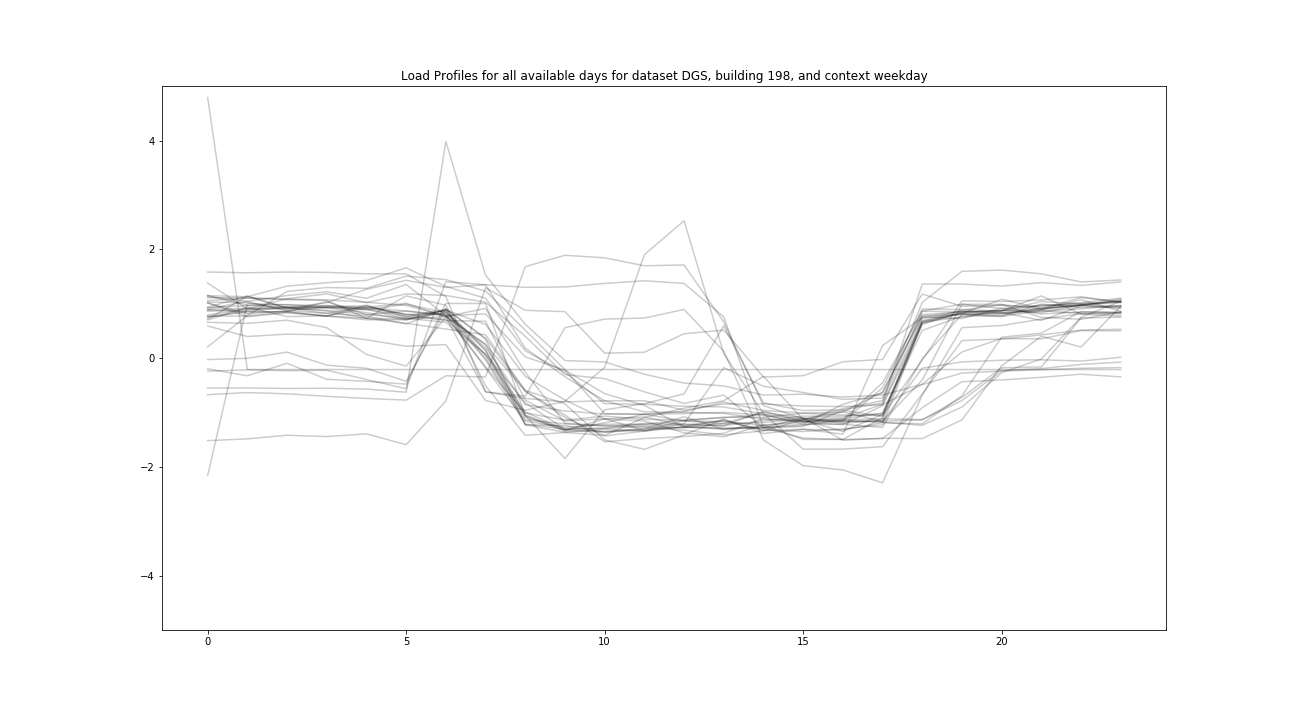 Load Profiles for all available days for dataset DGS, building 198, and context weekday
4
2
0
−2
−4
0 5 10 15 20